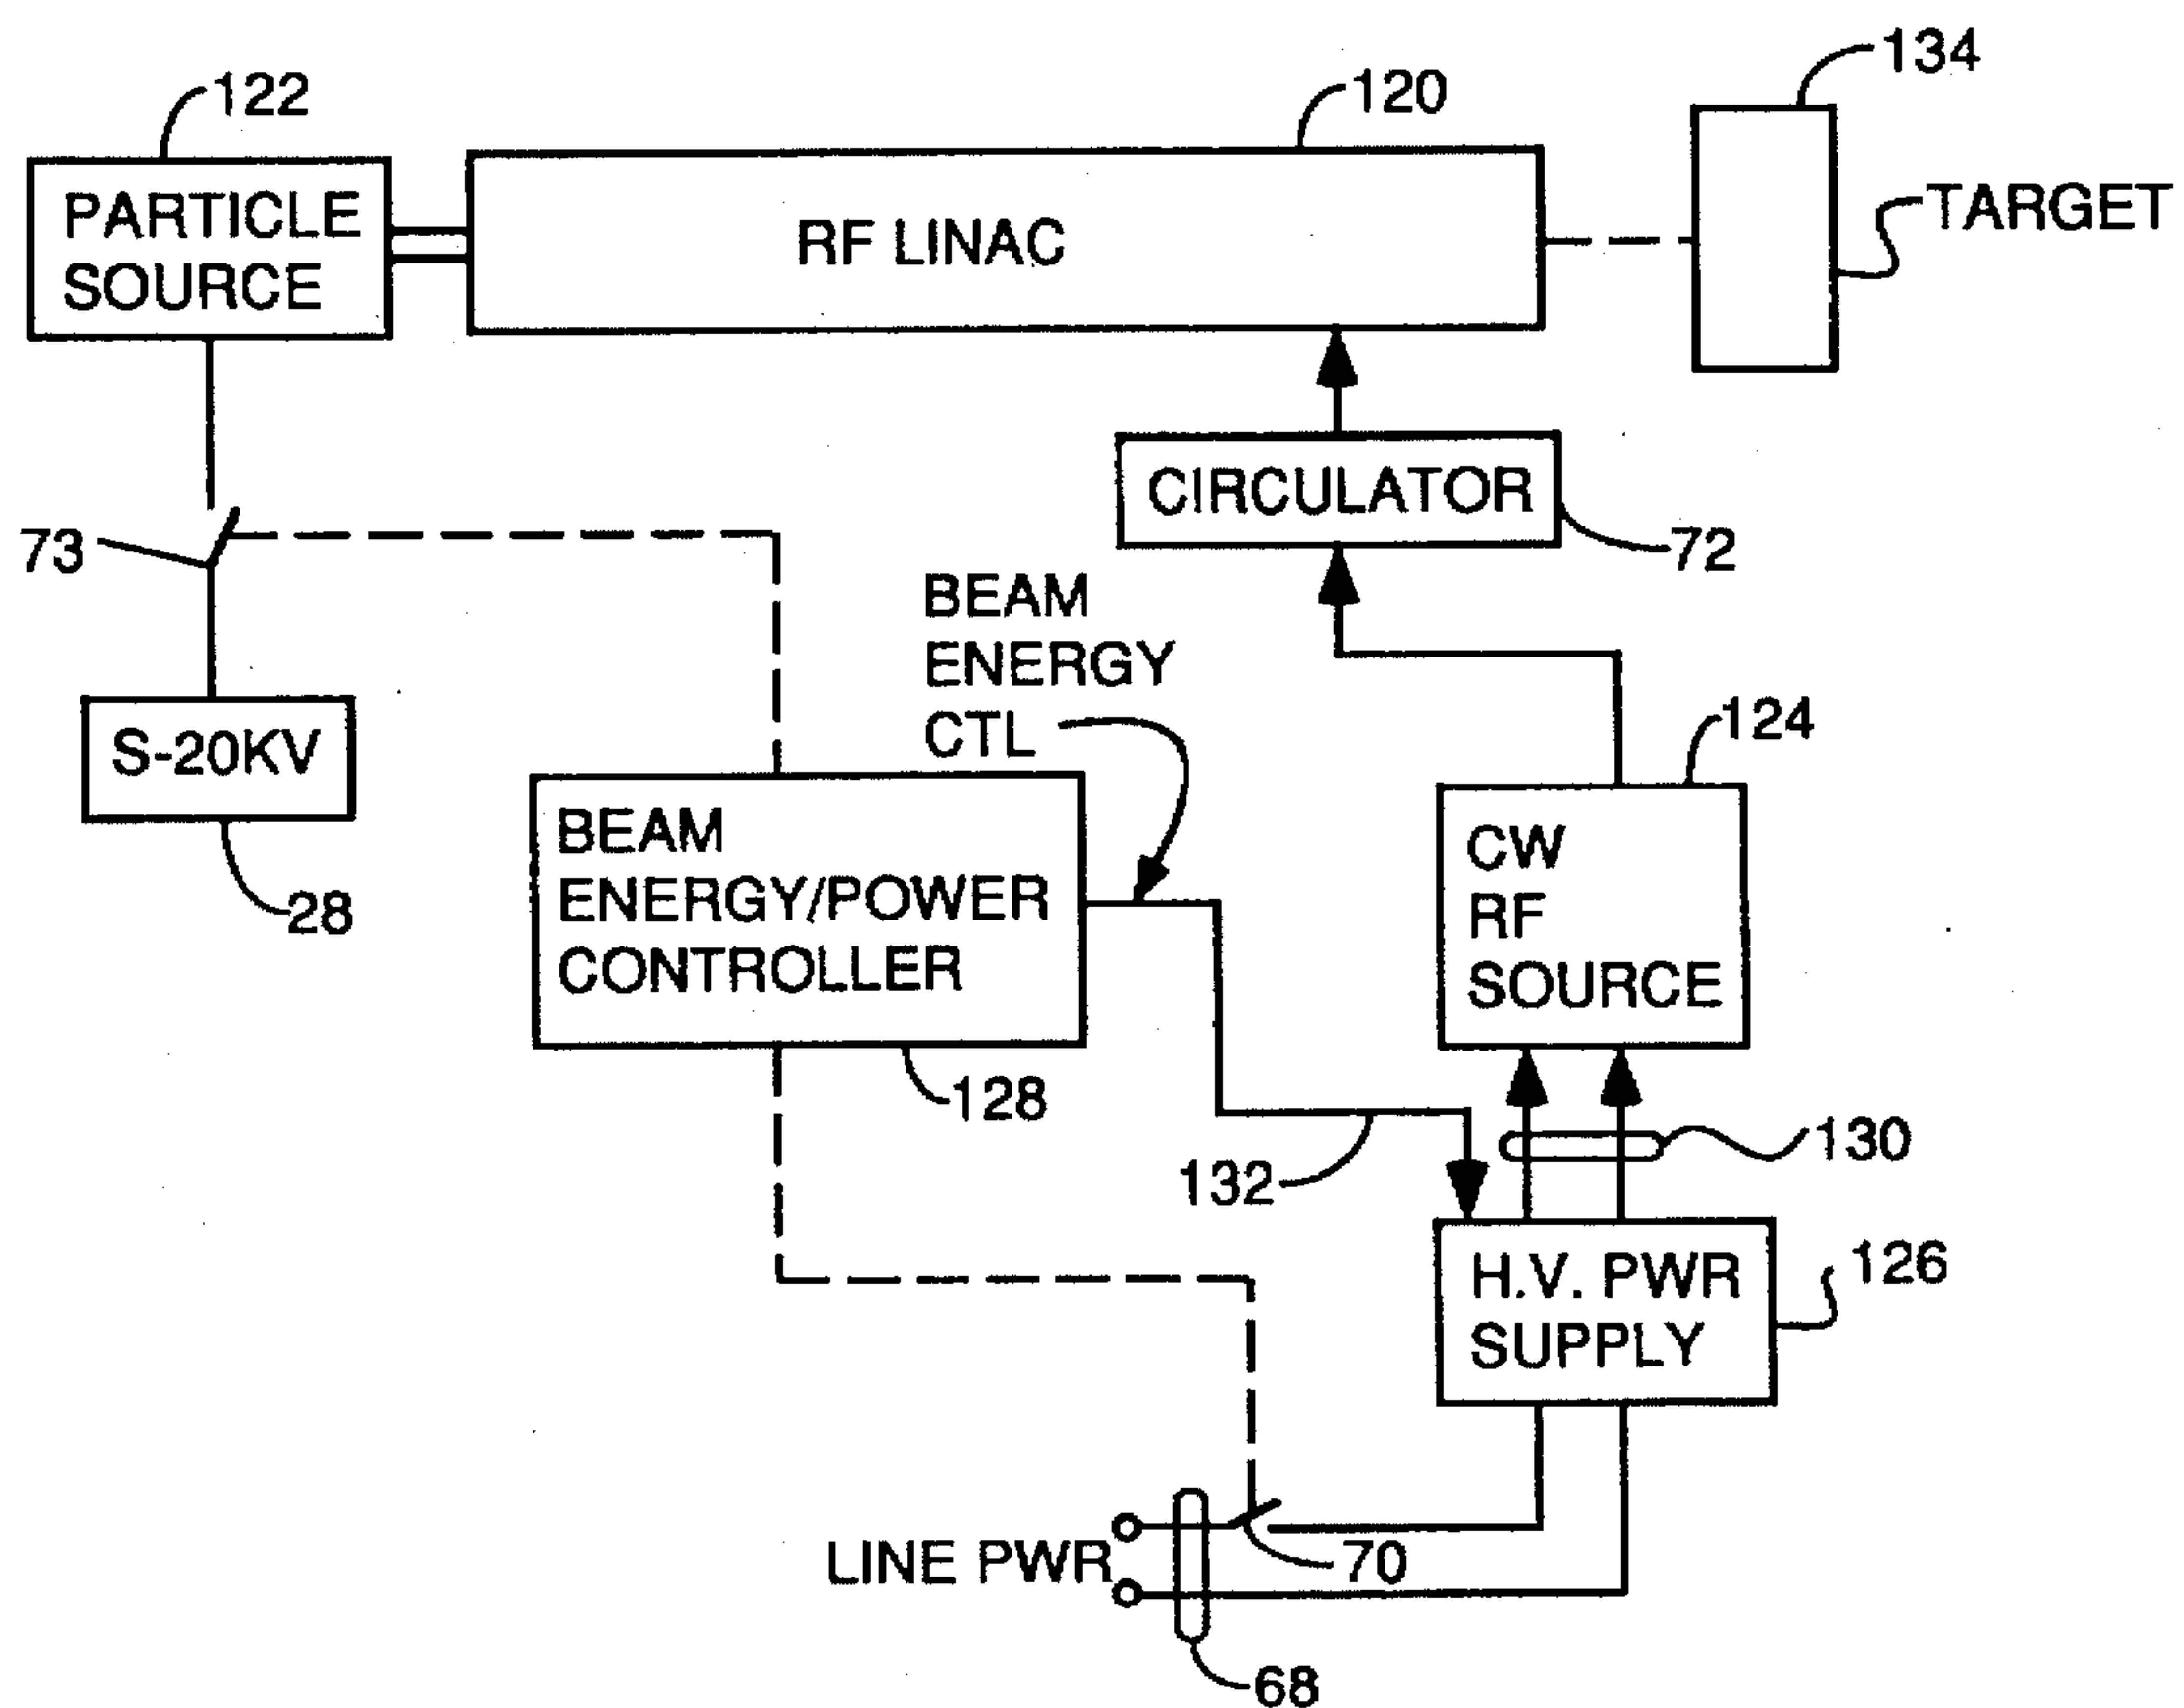 134
122
120
PARTICLE
SOURCE
RF LINAC
TARGET
CIRCULATOR
73
72
BEAM
ENERGY
CTL
S-20KV
124
28
BEAM
ENERGY/POWER
CONTROLLER
CW
RF
SOURCE
128
130
132
H.V. PWR
SUPPLY
126
LINE PWR
70
68